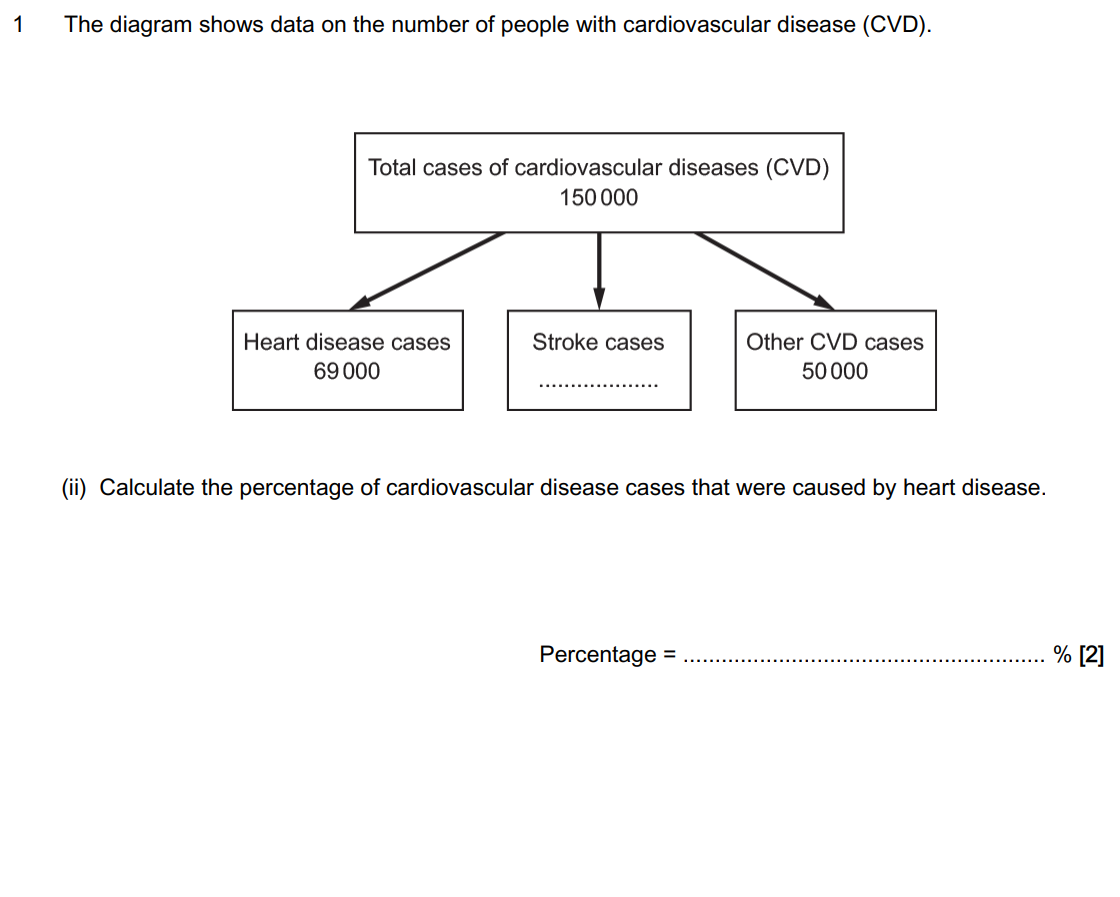 1 The diagram shows data on the number of people with cardiovascular disease (CVD).
Total cases of cardiovascular diseases (CVD)
150 000
Heart disease cases
69 000
Stroke cases
...................
Other CVD cases
50 000
(ii) Calculate the percentage of cardiovascular disease cases that were caused by heart disease.
Percentage = ......................................................... % [2]